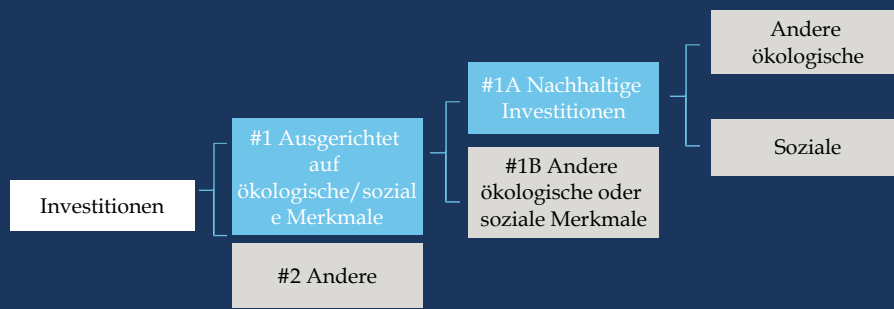 Investitionen
#1 Ausgerichtet
auf
ökologische/sozial
e Merkmale
#2 Andere
#1A Nachhaltige
Investitionen
#1B Andere
ökologische oder
soziale Merkmale
Andere
ökologische
Soziale